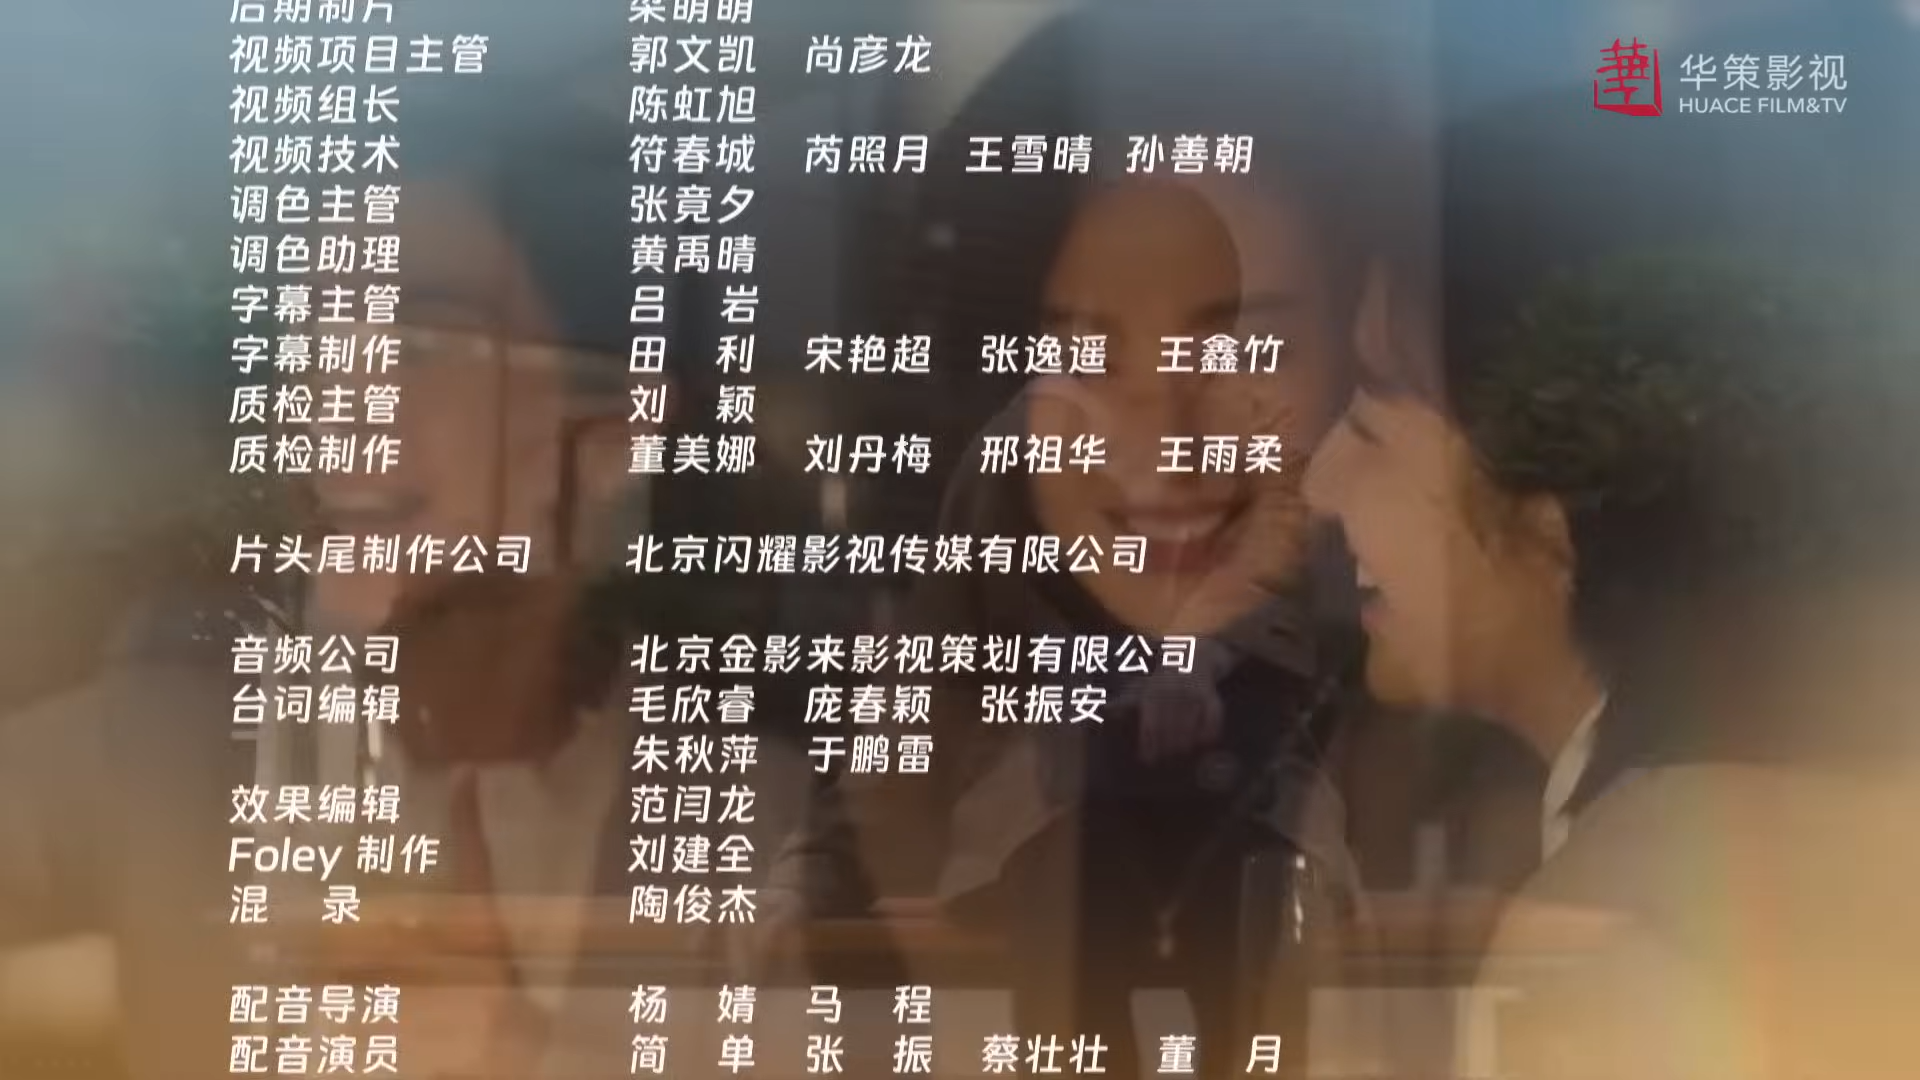 后期制片 梁萌萌
视频项目主管 郭文凯 尚彦龙
视频组长 陈虹旭
视频技术 符春城 芮照月 王雪晴 孙善朝
调色主管 张竟夕
调色助理 黄禹晴
字幕主管 吕岩
字幕制作 田利 宋艳超 张逸遥 王鑫竹
质检主管 刘颖
质检制作 董美娜 刘丹梅 邢祖华 王雨柔
片头尾制作公司 北京闪耀影视传媒有限公司
音频公司 北京金影来影视策划有限公司
台词编辑 毛欣睿 庞春颖 张振安
朱秋萍 于鹏雷
效果编辑 范闫龙
Foley 制作 刘建全
混录 陶俊杰
配音导演 杨婧 马程
配音演员 简单 张振 蔡壮壮 董月
華 华策影视
HUACE FILM&TV